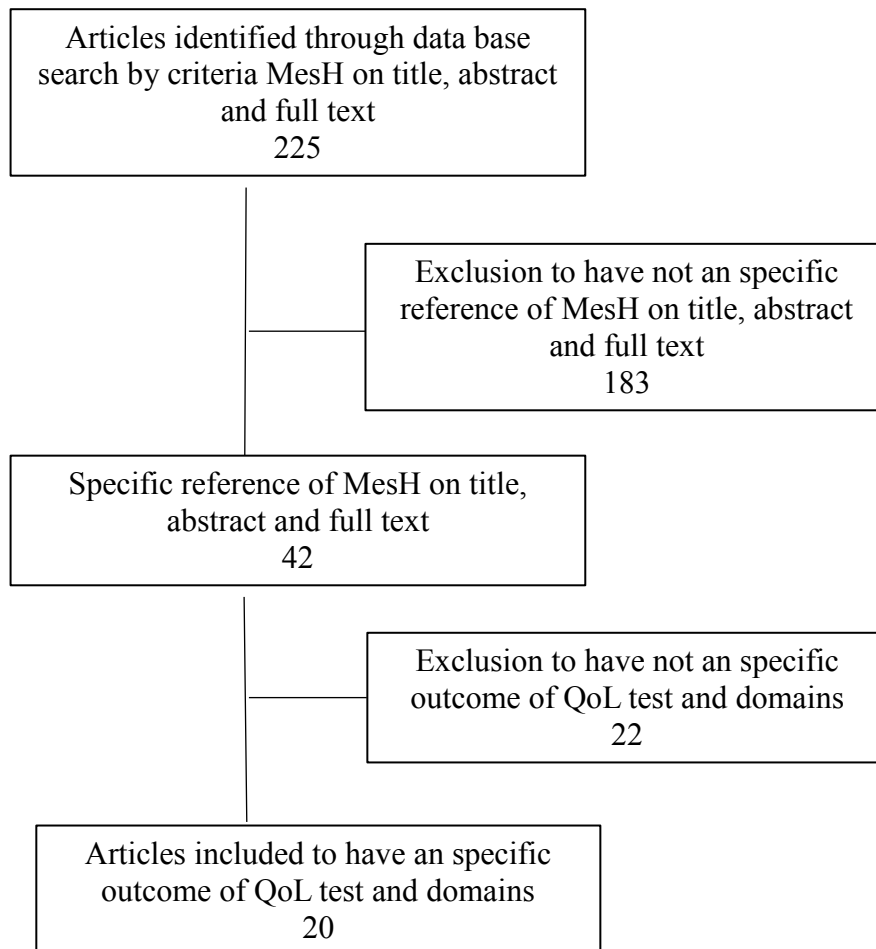 Articles identified through data base
search by criteria MesH on title, abstract
and full text
225
Exclusion to have not an specific
reference of MesH on title, abstract
and full text
183
Specific reference of MesH on title,
abstract and full text
42
Exclusion to have not an specific
outcome of QoL test and domains
22
Articles included to have an specific
outcome of QoL test and domains
20